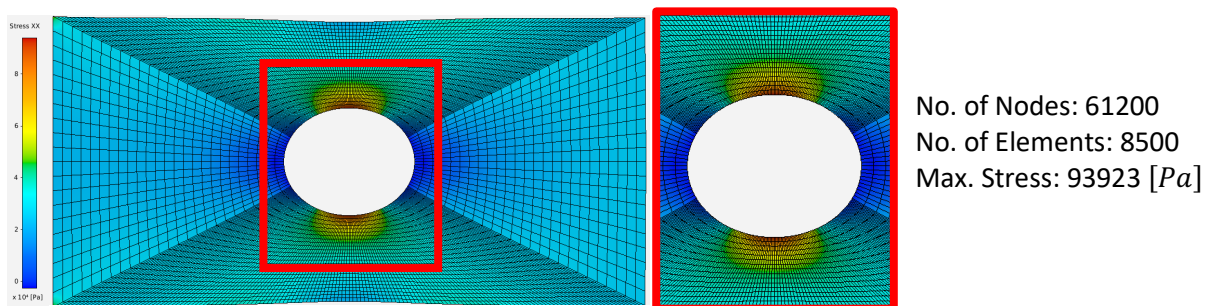 Stress XX
8
6
4
2
0
x 10⁴ [Pa]
No. of Nodes: 61200
No. of Elements: 8500
Max. Stress: 93923 [Pa]